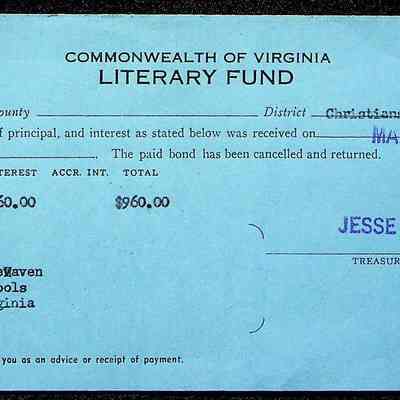 COMMONWEALTH OF VIRGINIA
LITERARY FUND
ounty District Christians
f principal, and interest as stated below was received on MA
. The paid bond has been cancelled and returned.
TEREST ACCR. INT. TOTAL
60.00 $960.00
JESSE
TREASUR
Waven
ools
ginia
you as an advice or receipt of payment.